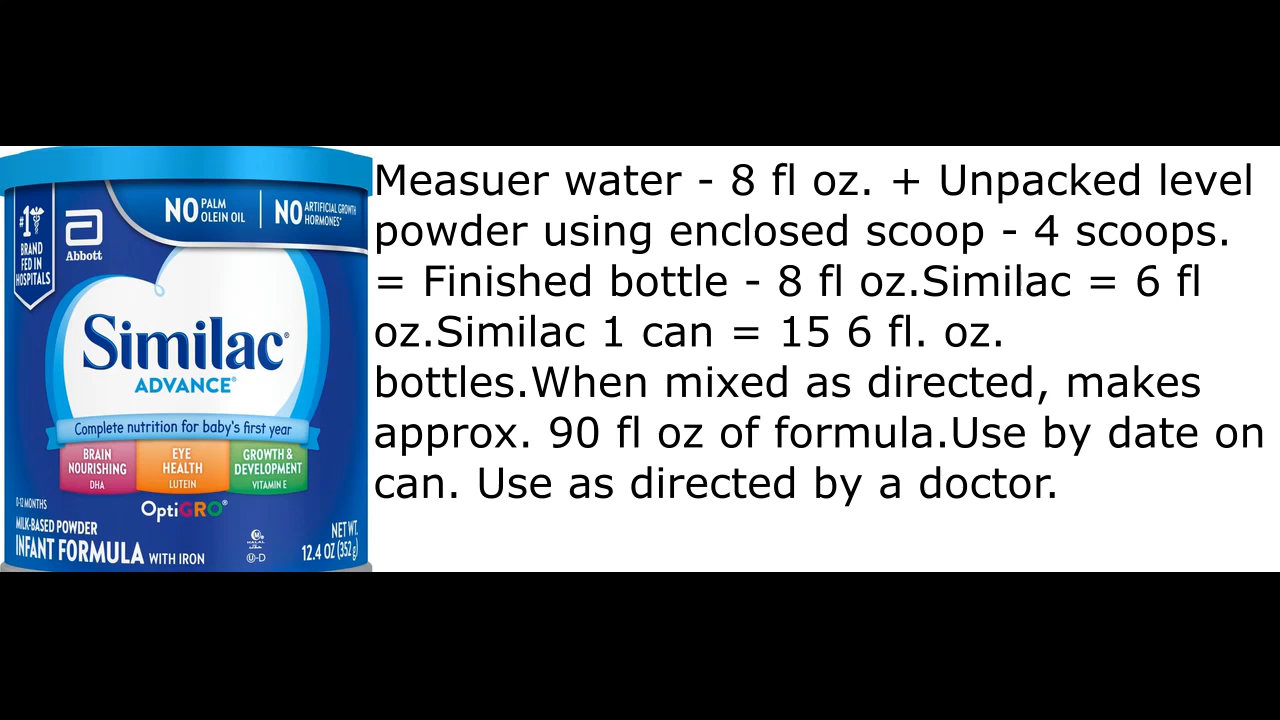 #1
BRAND
FED IN
HOSPITALS
Abbott
NO PALM OLEIN OIL
NO ARTIFICIAL GROWTH HORMONES*
Similac®
ADVANCE®
Complete nutrition for baby's first year
BRAIN NOURISHING
DHA
EYE HEALTH
LUTEIN
GROWTH & DEVELOPMENT
VITAMIN E
OptiGRO®
0-12 MONTHS
MILK-BASED POWDER
INFANT FORMULA WITH IRON
HALAL
U-D
NET WT.
12.4 OZ (352g)
Measuer water - 8 fl oz. + Unpacked level
powder using enclosed scoop - 4 scoops.
= Finished bottle - 8 fl oz.Similac = 6 fl
oz.Similac 1 can = 15 6 fl. oz.
bottles.When mixed as directed, makes
approx. 90 fl oz of formula.Use by date on
can. Use as directed by a doctor.